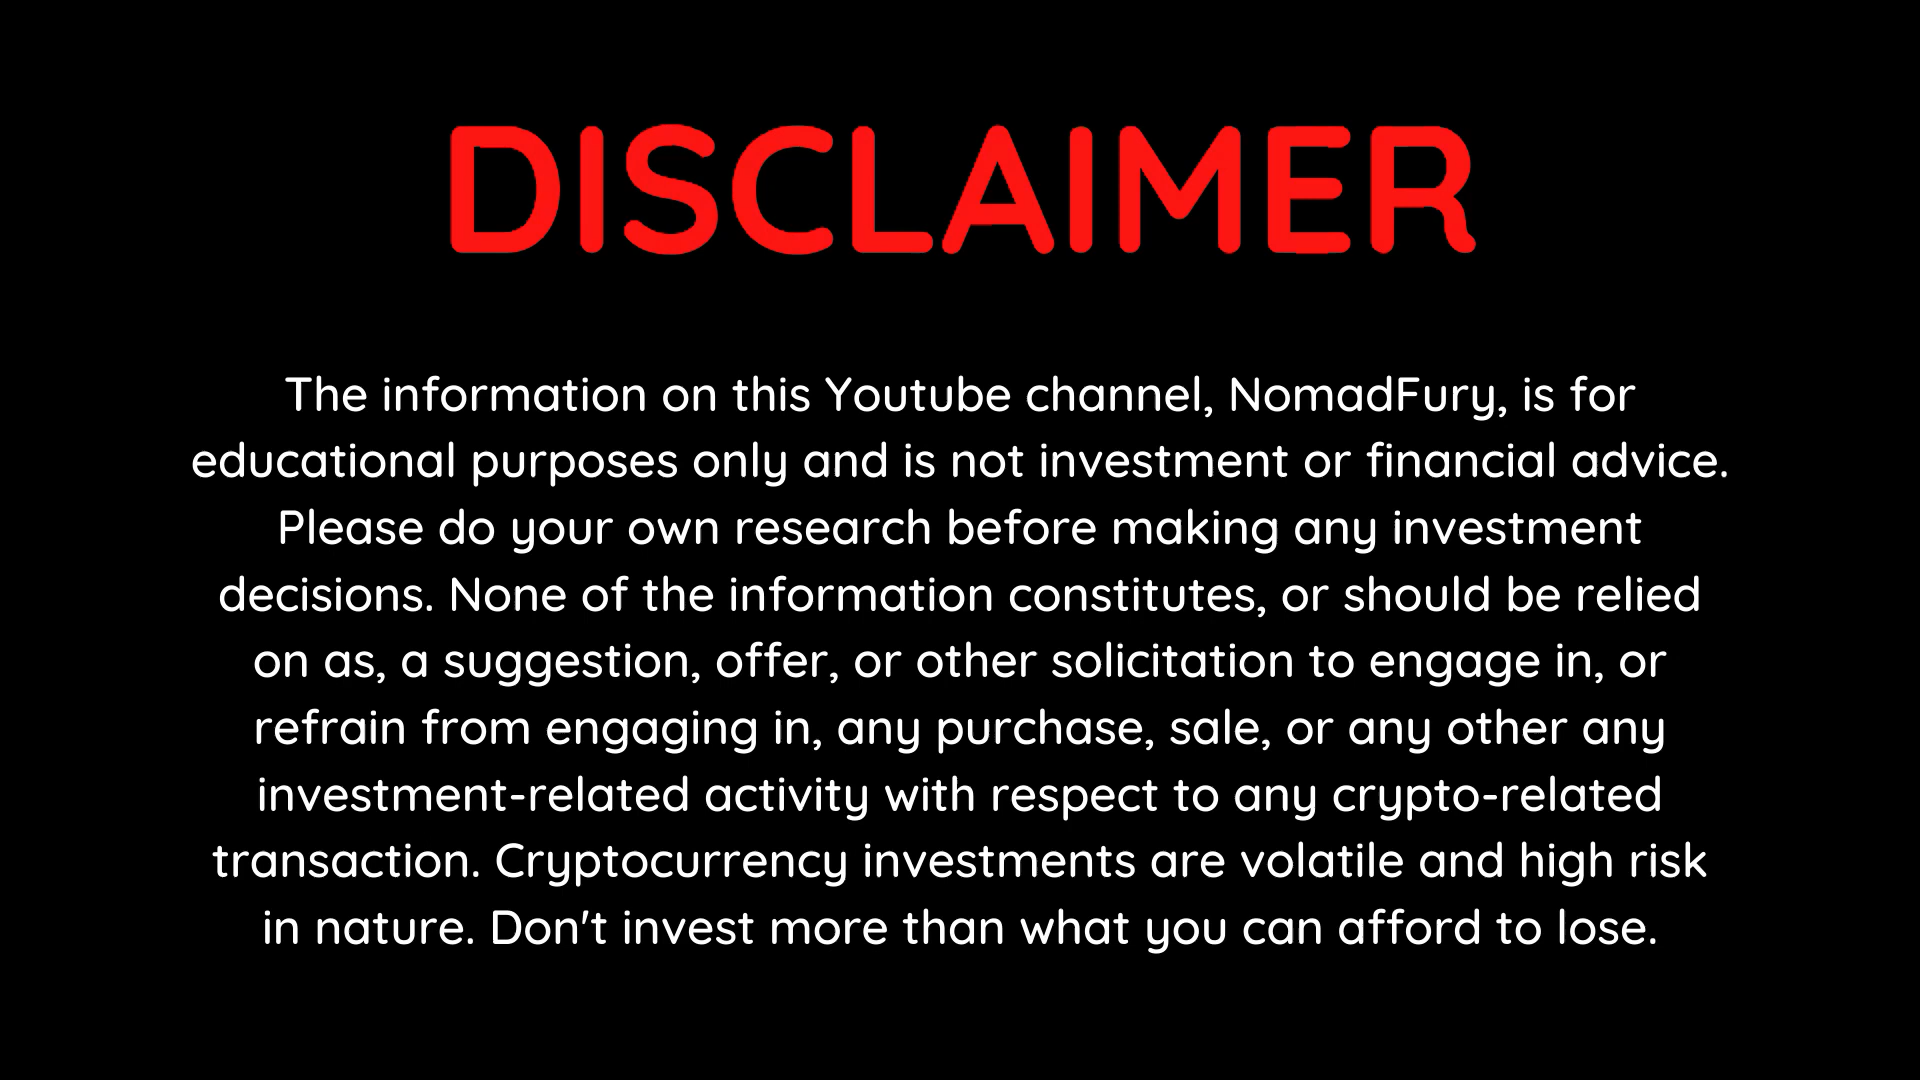 DISCLAIMER
The information on this Youtube channel, NomadFury, is for
educational purposes only and is not investment or financial advice.
Please do your own research before making any investment
decisions. None of the information constitutes, or should be relied
on as, a suggestion, offer, or other solicitation to engage in, or
refrain from engaging in, any purchase, sale, or any other any
investment-related activity with respect to any crypto-related
transaction. Cryptocurrency investments are volatile and high risk
in nature. Don't invest more than what you can afford to lose.